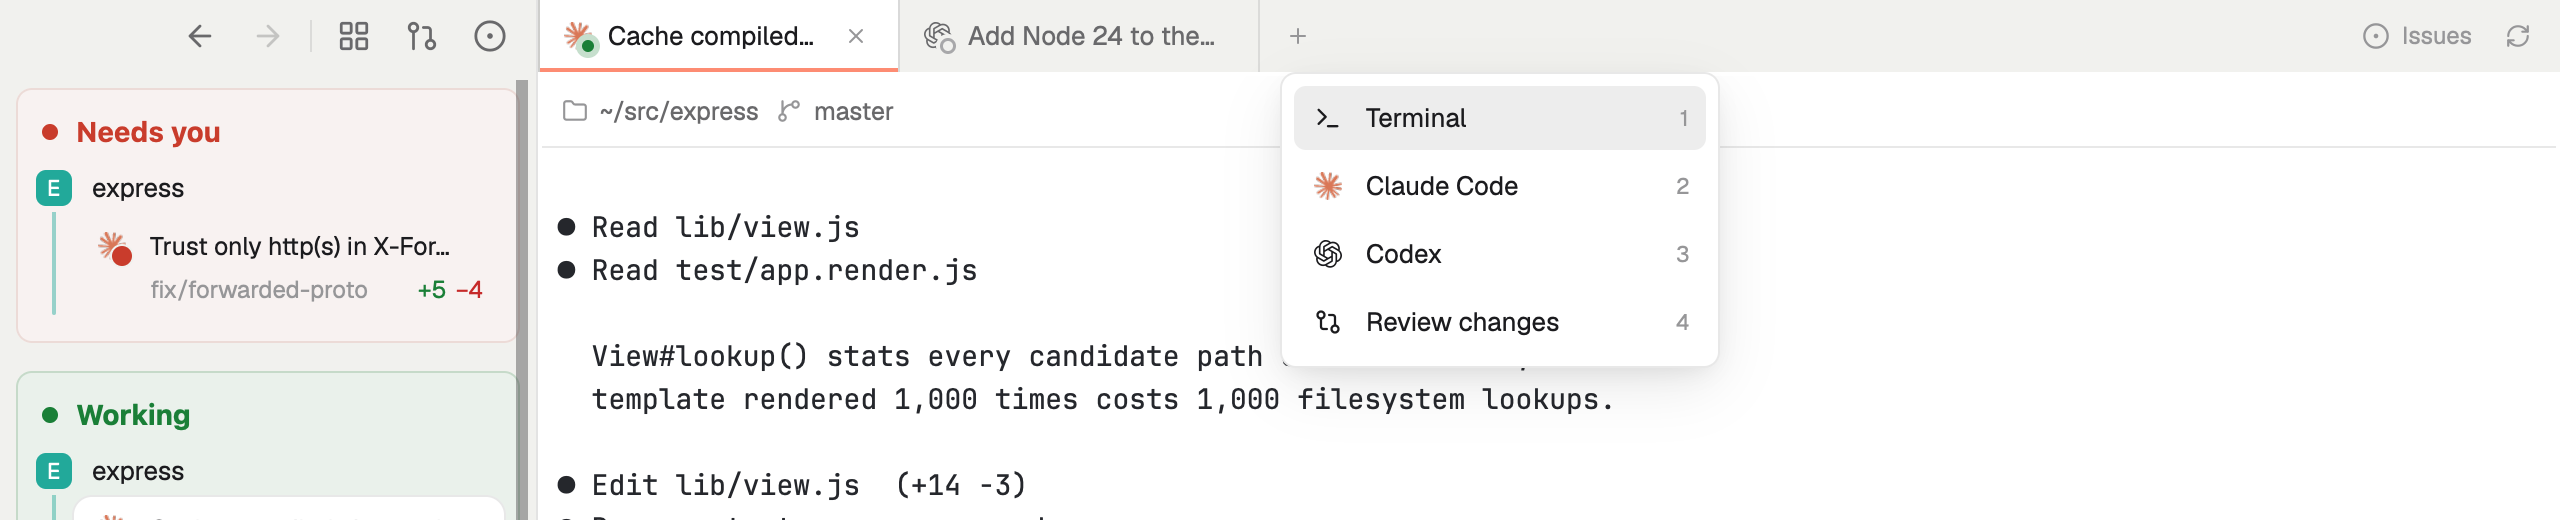 Cache compiled...
Add Node 24 to the...
Issues
Needs you
E express
Trust only http(s) in X-For...
fix/forwarded-proto +5 −4
Working
E express
~/src/express master
Read lib/view.js
Read test/app.render.js
View#lookup() stats every candidate path
template rendered 1,000 times costs 1,000 filesystem lookups.
Edit lib/view.js (+14 -3)
Terminal 1
Claude Code 2
Codex 3
Review changes 4